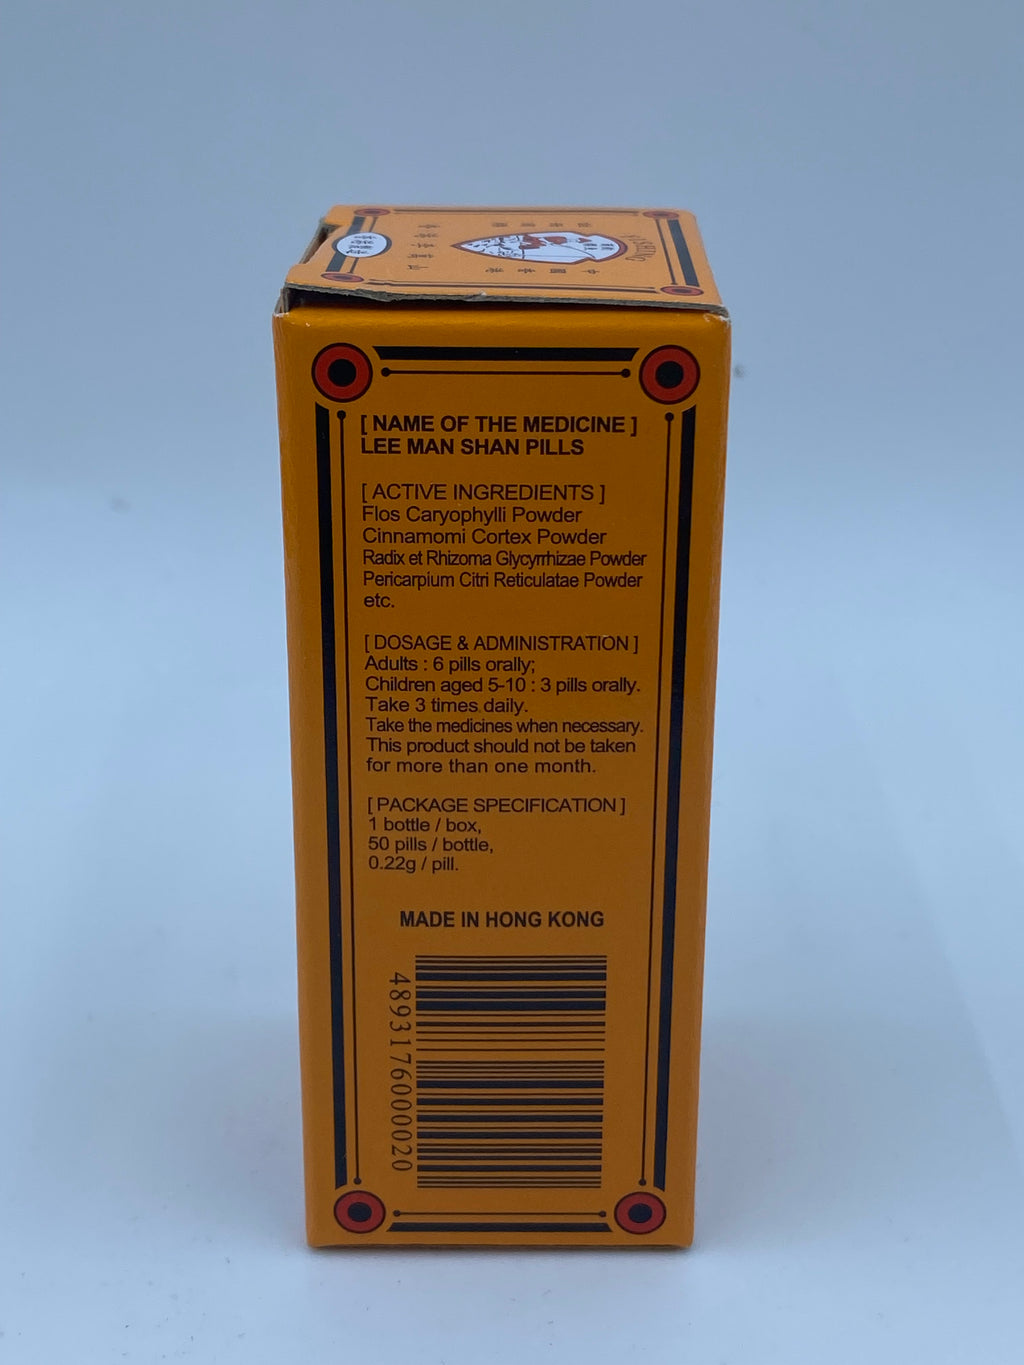 [ NAME OF THE MEDICINE ]
LEE MAN SHAN PILLS
[ ACTIVE INGREDIENTS ]
Flos Caryophylli Powder
Cinnamomi Cortex Powder
Radix et Rhizoma Glycyrrhizae Powder
Pericarpium Citri Reticulatae Powder
etc.
[ DOSAGE & ADMINISTRATION ]
Adults : 6 pills orally;
Children aged 5-10 : 3 pills orally.
Take 3 times daily.
Take the medicines when necessary.
This product should not be taken
for more than one month.
[ PACKAGE SPECIFICATION ]
1 bottle / box,
50 pills / bottle,
0.22g / pill.
MADE IN HONG KONG
4893176000020